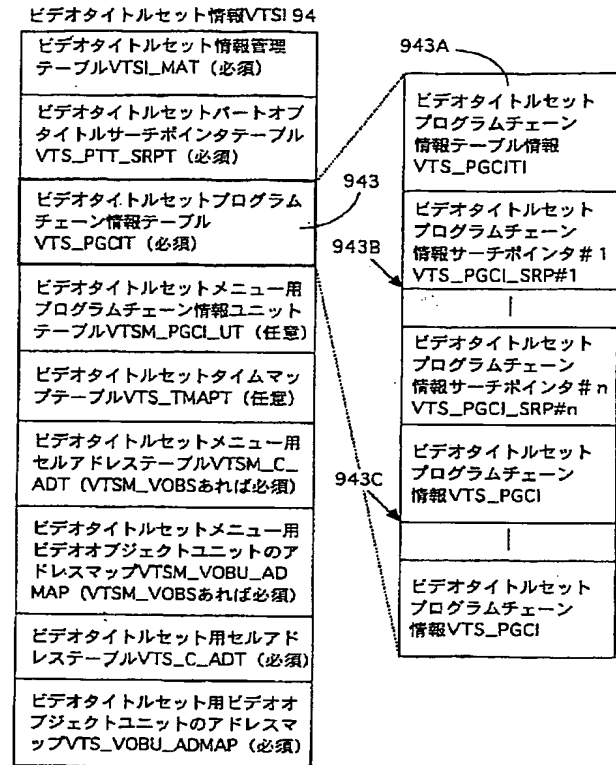 ビデオタイトルセット情報VTSI 94
ビデオタイトルセット情報管理
テーブルVTSI_MAT（必須）
ビデオタイトルセットパートオブ
タイトルサーチポインタテーブル
VTS_PTT_SRPT（必須）
ビデオタイトルセットプログラム
チェーン情報テーブル
VTS_PGCIT（必須）
ビデオタイトルセットメニュー用
プログラムチェーン情報ユニット
テーブルVTSM_PGCI_UT（任意）
ビデオタイトルセットタイムマッ
プテーブルVTS_TMAPT（任意）
ビデオタイトルセットメニュー用
セルアドレステーブルVTSM_C_
ADT（VTSM_VOBSあれば必須）
ビデオタイトルセットメニュー用
ビデオオブジェクトユニットのア
ドレスマップVTSM_VOBU_AD
MAP（VTSM_VOBSあれば必須）
ビデオタイトルセット用セルアド
レステーブルVTS_C_ADT（必須）
ビデオタイトルセット用ビデオオ
ブジェクトユニットのアドレスマ
ップVTS_VOBU_ADMAP（必須）
943
943A
ビデオタイトルセット
プログラムチェーン
情報テーブル情報
VTS_PGCITI
ビデオタイトルセット
プログラムチェーン
情報サーチポインタ＃1
VTS_PGCI_SRP#1
943B
ビデオタイトルセット
プログラムチェーン
情報サーチポインタ＃n
VTS_PGCI_SRP#n
ビデオタイトルセット
プログラムチェーン
情報VTS_PGCI
943C
ビデオタイトルセット
プログラムチェーン
情報VTS_PGCI